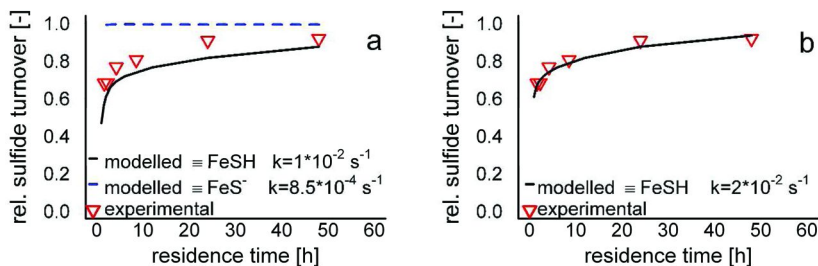 rel. sulfide turnover [-]
1.0
0.8
0.6
0.4
0.2
0.0
a
modelled ≡ FeSH k=1*10⁻² s⁻¹
modelled ≡ FeS⁻ k=8.5*10⁻⁴ s⁻¹
experimental
0 10 20 30 40 50 60
residence time [h]
rel. sulfide turnover [-]
1.0
0.8
0.6
0.4
0.2
0.0
b
modelled ≡ FeSH k=2*10⁻² s⁻¹
experimental
0 10 20 30 40 50 60
residence time [h]